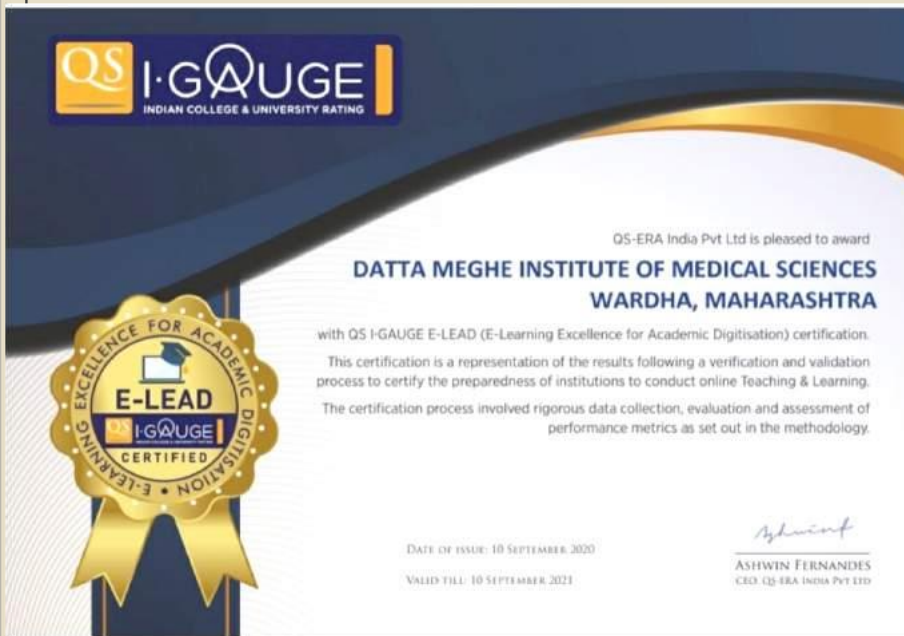 QS I·GAUGE
INDIAN COLLEGE & UNIVERSITY RATING
QS-ERA India Pvt Ltd is pleased to award
DATTA MEGHE INSTITUTE OF MEDICAL SCIENCES
WARDHA, MAHARASHTRA
with QS I-GAUGE E-LEAD (E-Learning Excellence for Academic Digitisation) certification.
This certification is a representation of the results following a verification and validation
process to certify the preparedness of institutions to conduct online Teaching & Learning.
The certification process involved rigorous data collection, evaluation and assessment of
performance metrics as set out in the methodology.
E-LEARNING EXCELLENCE FOR ACADEMIC DIGITISATION
E-LEAD
QS I·GAUGE
CERTIFIED
DATE OF ISSUE: 10 SEPTEMBER 2020
VALID TILL: 10 SEPTEMBER 2021
Ashwinf
ASHWIN FERNANDES
CEO, QS-ERA INDIA PVT LTD